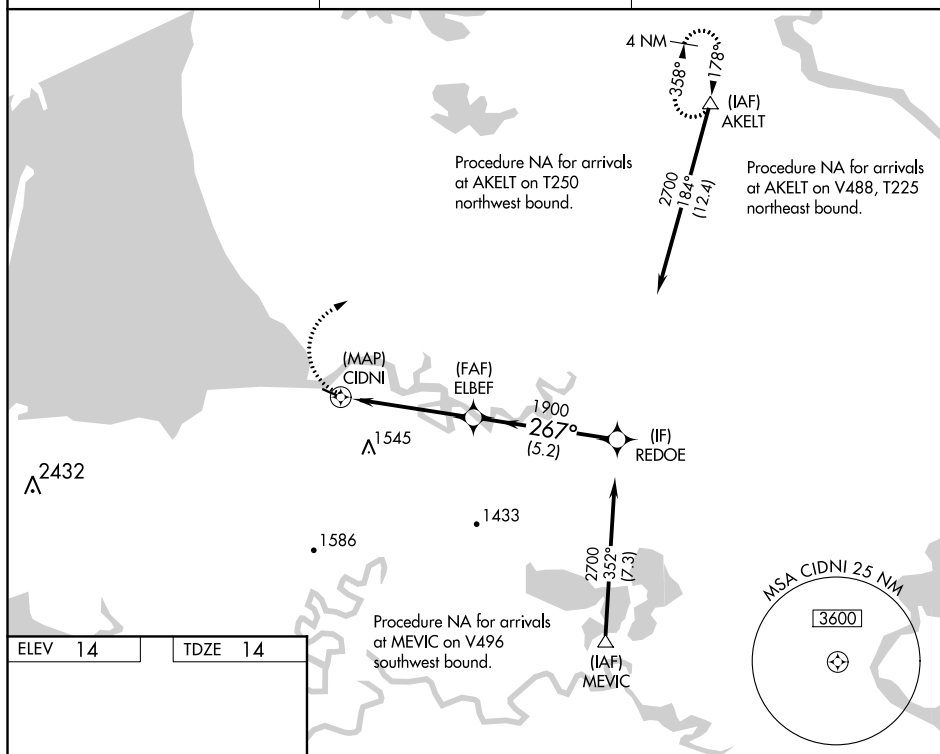 4 NM
358°
178°
(IAF)
AKELT
Procedure NA for arrivals
at AKELT on T250
northwest bound.
2700
184°
(12.4)
Procedure NA for arrivals
at AKELT on V488, T225
northeast bound.
(MAP)
CIDNI
(FAF)
ELBEF
1900
267°
(5.2)
(IF)
REDOE
1545
2432
1433
1586
2700
352°
(7.3)
Procedure NA for arrivals
at MEVIC on V496
southwest bound.
(IAF)
MEVIC
MSA CIDNI 25 NM
3600
ELEV 14
TDZE 14